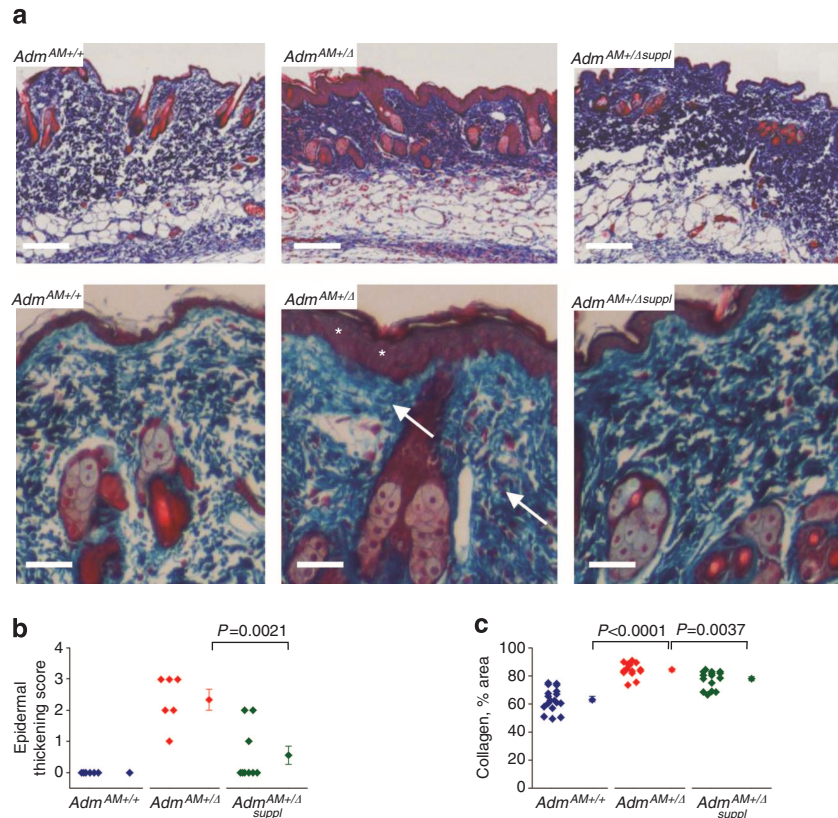 a
Adm AM+/+
Adm AM+/Δ
Adm AM+/Δ suppl
Adm AM+/+
Adm AM+/Δ
*
*
Adm AM+/Δ suppl
b
P=0.0021
Epidermal
thickening score
4
3
2
1
0
Adm AM+/+
Adm AM+/Δ
Adm AM+/Δ
suppl
c
P<0.0001
P=0.0037
Collagen, % area
100
80
60
40
20
0
Adm AM+/+
Adm AM+/Δ
Adm AM+/Δ
suppl